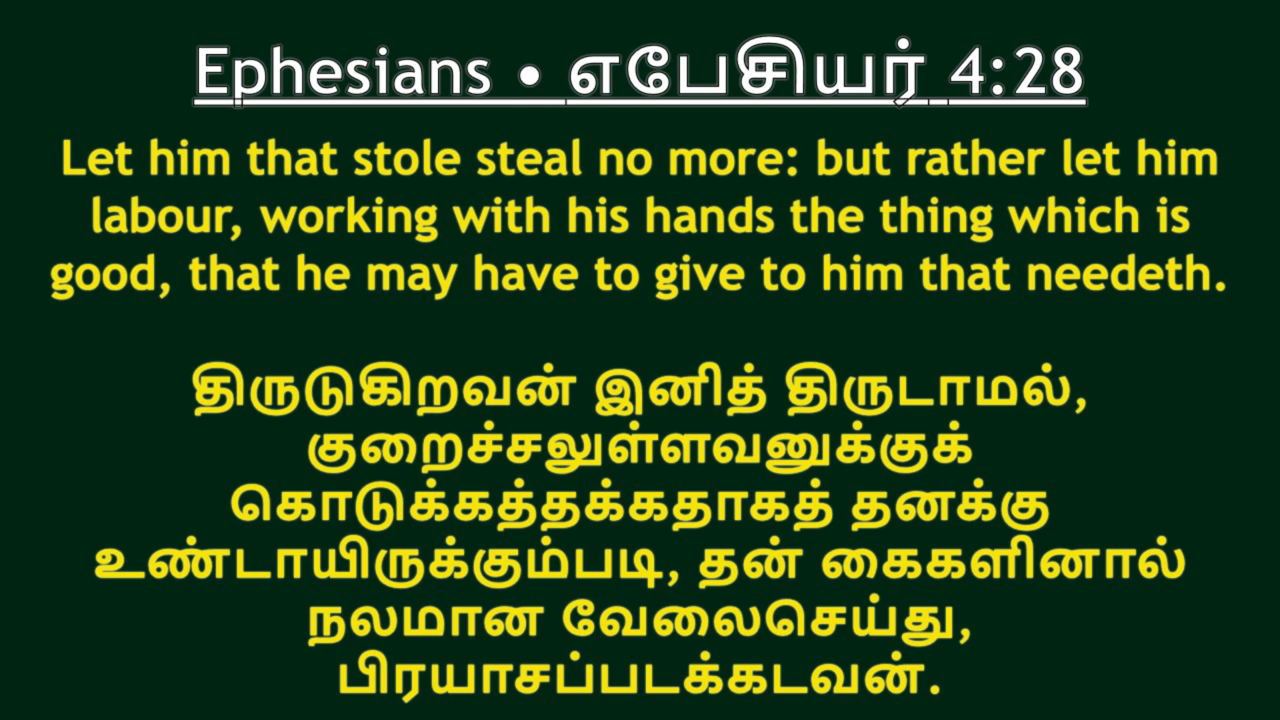 Ephesians • எபேசியர் 4:28
Let him that stole steal no more: but rather let him
labour, working with his hands the thing which is
good, that he may have to give to him that needeth.
திருடுகிறவன் இனித் திருடாமல்,
குறைச்சலுள்ளவனுக்குக்
கொடுக்கத்தக்கதாகத் தனக்கு
உண்டாயிருக்கும்படி, தன் கைகளினால்
நலமான வேலைசெய்து,
பிரயாசப்படக்கடவன்.